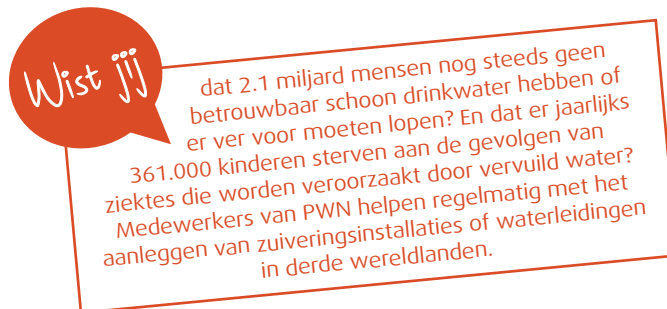 Wist jij
dat 2.1 miljard mensen nog steeds geen
betrouwbaar schoon drinkwater hebben of
er ver voor moeten lopen? En dat er jaarlijks
361.000 kinderen sterven aan de gevolgen van
ziektes die worden veroorzaakt door vervuild water?
Medewerkers van PWN helpen regelmatig met het
aanleggen van zuiveringsinstallaties of waterleidingen
in derde wereldlanden.